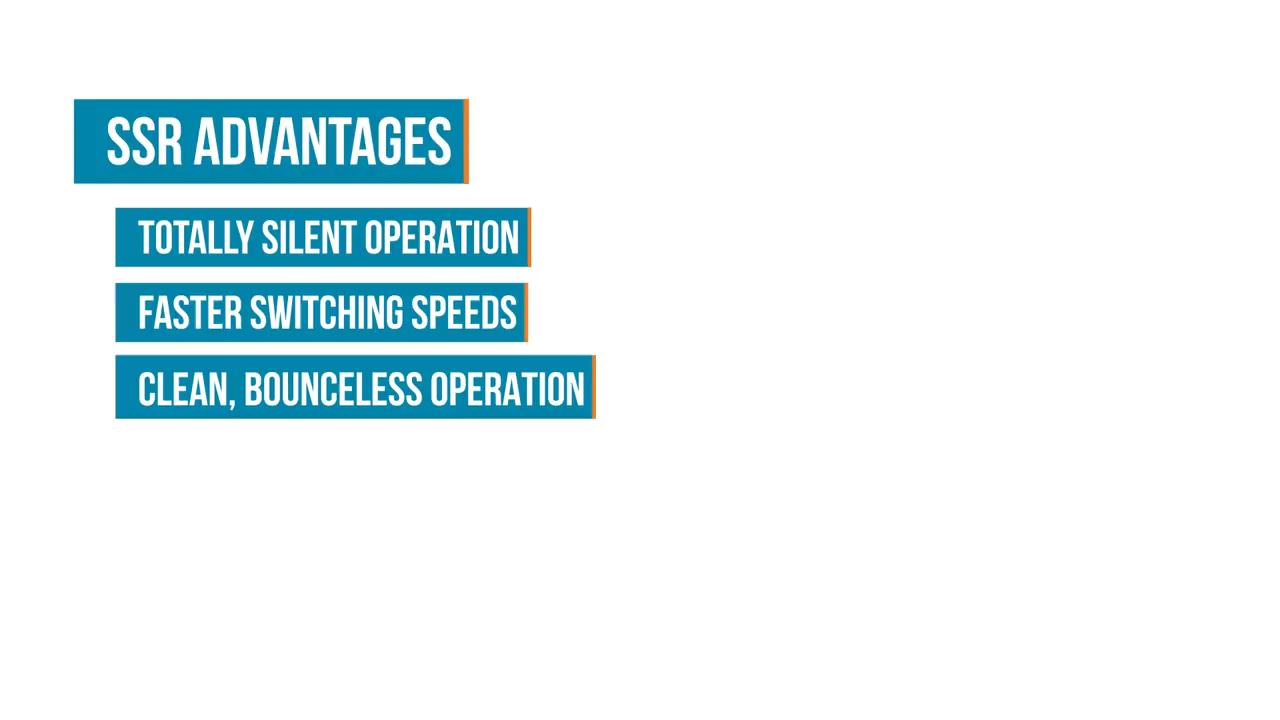 SSR ADVANTAGES
TOTALLY SILENT OPERATION
FASTER SWITCHING SPEEDS
CLEAN, BOUNCELESS OPERATION